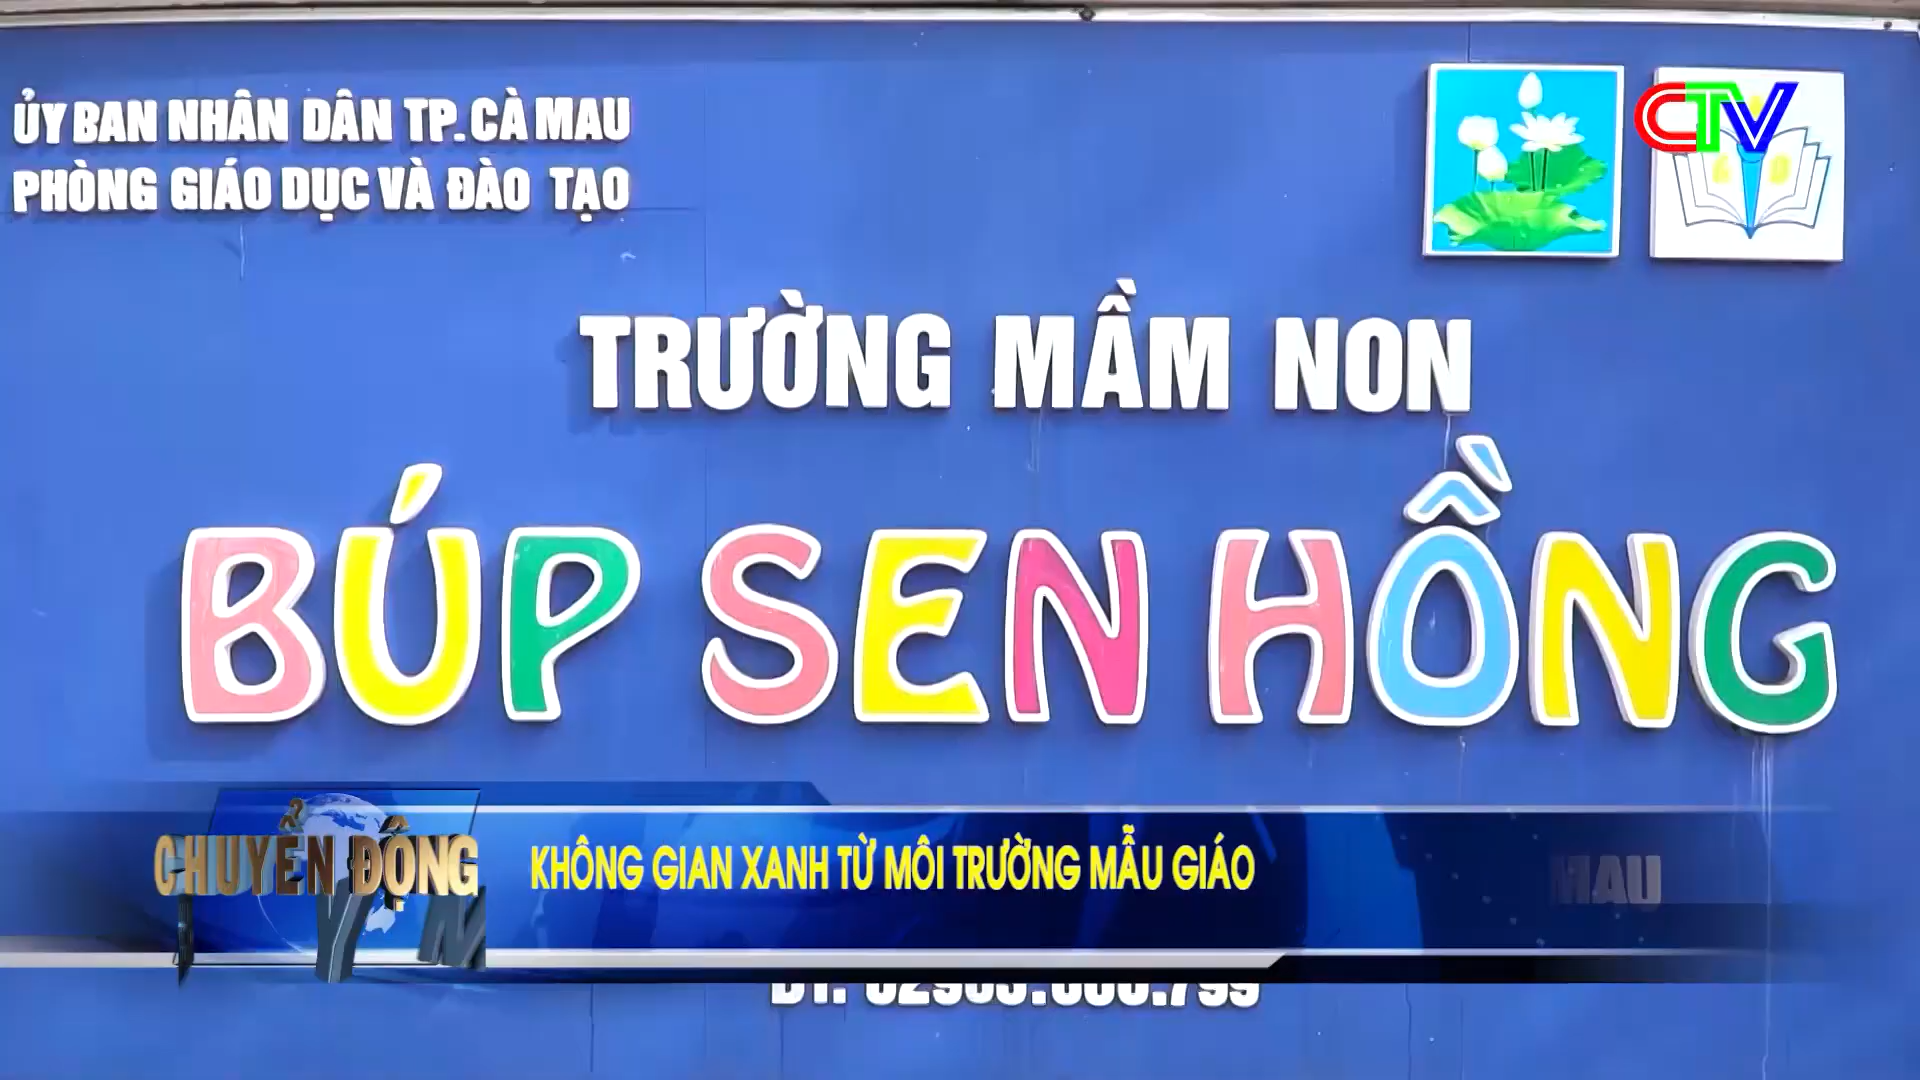 ỦY BAN NHÂN DÂN TP. CÀ MAU
PHÒNG GIÁO DỤC VÀ ĐÀO TẠO
CTV
TRƯỜNG MẦM NON
BÚP SEN HỒNG
CHUYỂN ĐỘNG
KHÔNG GIAN XANH TỪ MÔI TRƯỜNG MẪU GIÁO
MAU